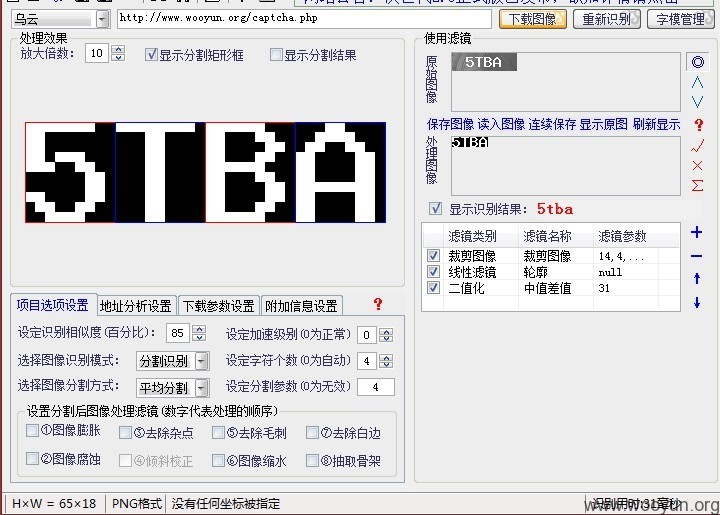 乌云 http://www.wooyun.org/captcha.php 下载图像 重新识别 字模管理
处理效果
放大倍数： 10 显示分割矩形框 显示分割结果
5TBA
使用滤镜
原始图像 5TBA
保存图像 读入图像 连续保存 显示原图 刷新显示
处理图像 5TBA
显示识别结果： 5tba
滤镜类别 滤镜名称 滤镜参数
裁剪图像 裁剪图像 14,4,...
线性滤镜 轮廓 null
二值化 中值差值 31
项目选项设置 地址分析设置 下载参数设置 附加信息设置 ?
设定识别相似度(百分比)： 85 设定加速级别(0为正常) 0
选择图像识别模式： 分割识别 设定字符个数(0为自动) 4
选择图像分割方式： 平均分割 设定分割参数(0为无效) 4
设置分割后图像处理滤镜(数字代表处理的顺序)
①图像膨胀 ③去除杂点 ⑤去除毛刺 ⑦去除白边
②图像腐蚀 ④倾斜校正 ⑥图像缩水 ⑧抽取骨架
H×W = 65×18 PNG格式 没有任何坐标被指定 识别用时:31毫秒
www.wooyun.org